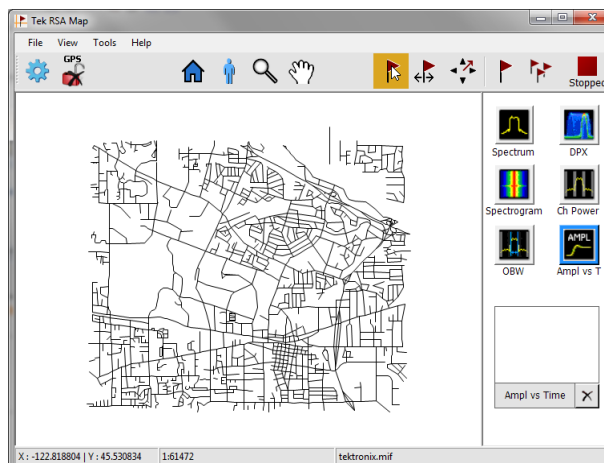 Tek RSA Map
File View Tools Help
GPS
Stopped
Spectrum DPX
Spectrogram Ch Power
AMPL
OBW Ampl vs T
Ampl vs Time
X : -122.818804 | Y : 45.530834 1:61472 tektronix.mif